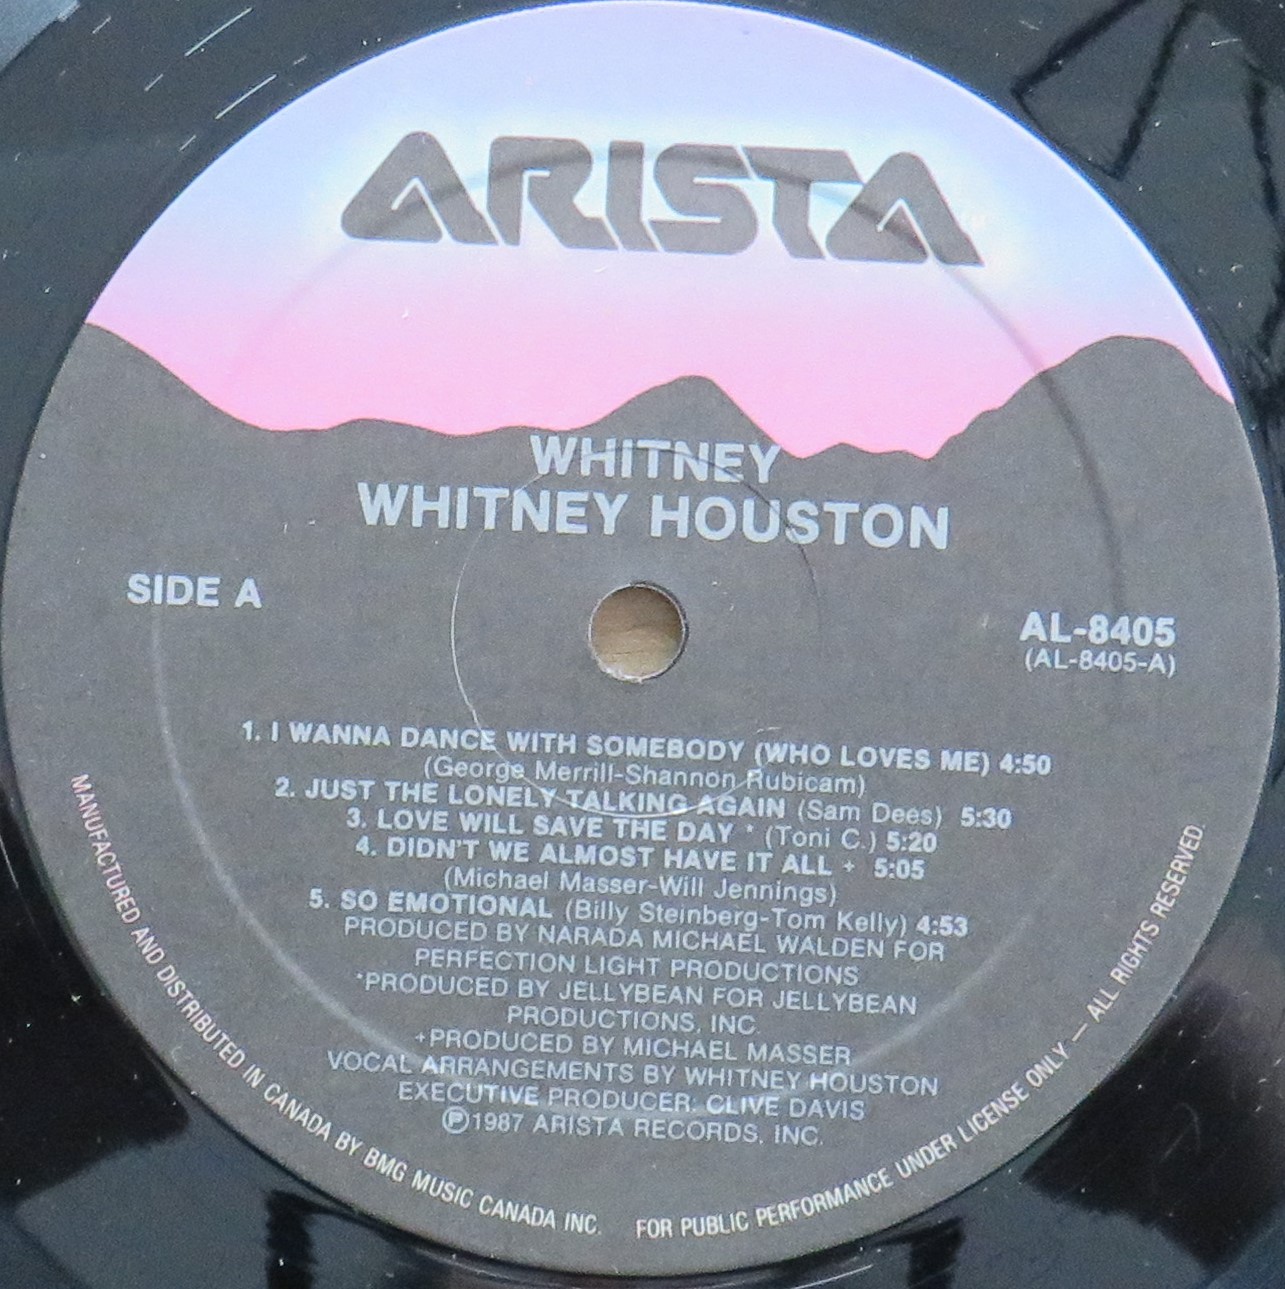 ARISTA
WHITNEY
WHITNEY HOUSTON
SIDE A
AL-8405
(AL-8405-A)
1. I WANNA DANCE WITH SOMEBODY (WHO LOVES ME) 4:50
(George Merrill-Shannon Rubicam)
2. JUST THE LONELY TALKING AGAIN (Sam Dees) 5:30
3. LOVE WILL SAVE THE DAY * (Toni C.) 5:20
4. DIDN'T WE ALMOST HAVE IT ALL + 5:05
(Michael Masser-Will Jennings)
5. SO EMOTIONAL (Billy Steinberg-Tom Kelly) 4:53
PRODUCED BY NARADA MICHAEL WALDEN FOR
PERFECTION LIGHT PRODUCTIONS
*PRODUCED BY JELLYBEAN FOR JELLYBEAN
PRODUCTIONS, INC.
+PRODUCED BY MICHAEL MASSER
VOCAL ARRANGEMENTS BY WHITNEY HOUSTON
EXECUTIVE PRODUCER: CLIVE DAVIS
℗1987 ARISTA RECORDS, INC.
MANUFACTURED AND DISTRIBUTED IN CANADA BY BMG MUSIC CANADA INC. FOR PUBLIC PERFORMANCE UNDER LICENSE ONLY — ALL RIGHTS RESERVED.